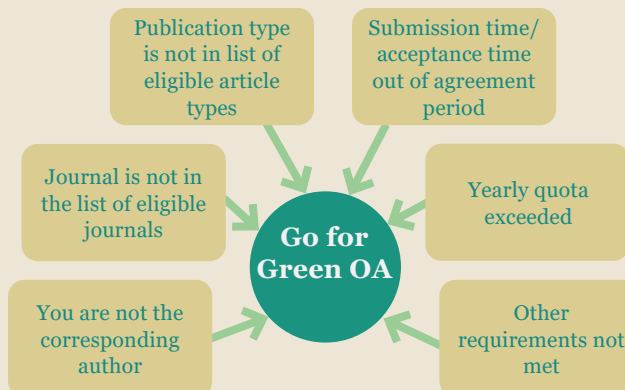 Publication type
is not in list of
eligible article
types
Submission time/
acceptance time
out of agreement
period
Journal is not in
the list of eligible
journals
Yearly quota
exceeded
Go for
Green OA
You are not the
corresponding
author
Other
requirements not
met